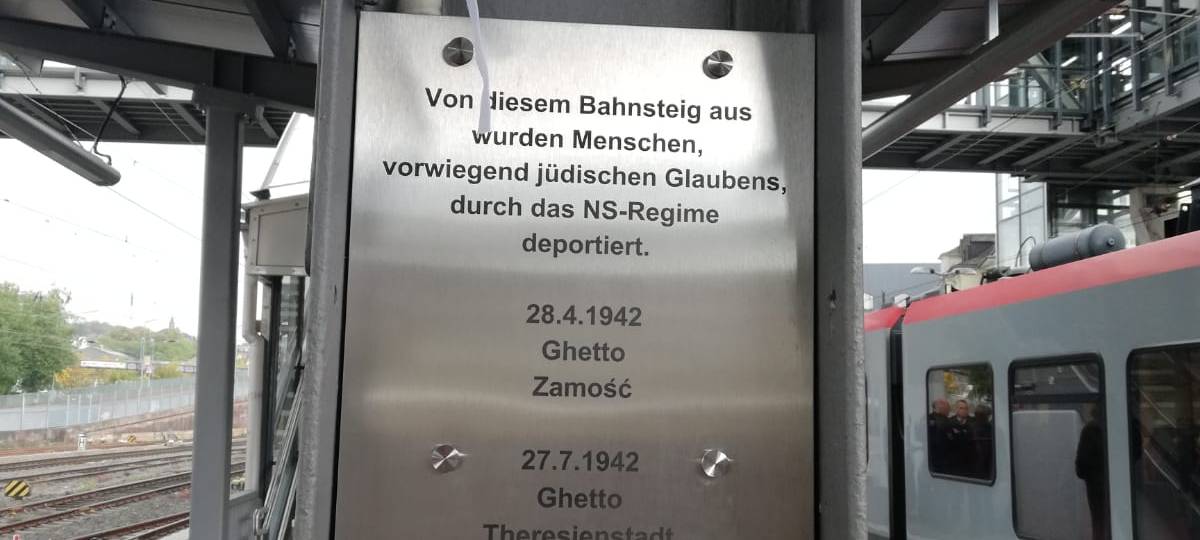 Von diesem Bahnsteig aus
wurden Menschen,
vorwiegend jüdischen Glaubens,
durch das NS-Regime
deportiert.
28.4.1942
Ghetto
Zamość
27.7.1942
Ghetto
Theresienstadt